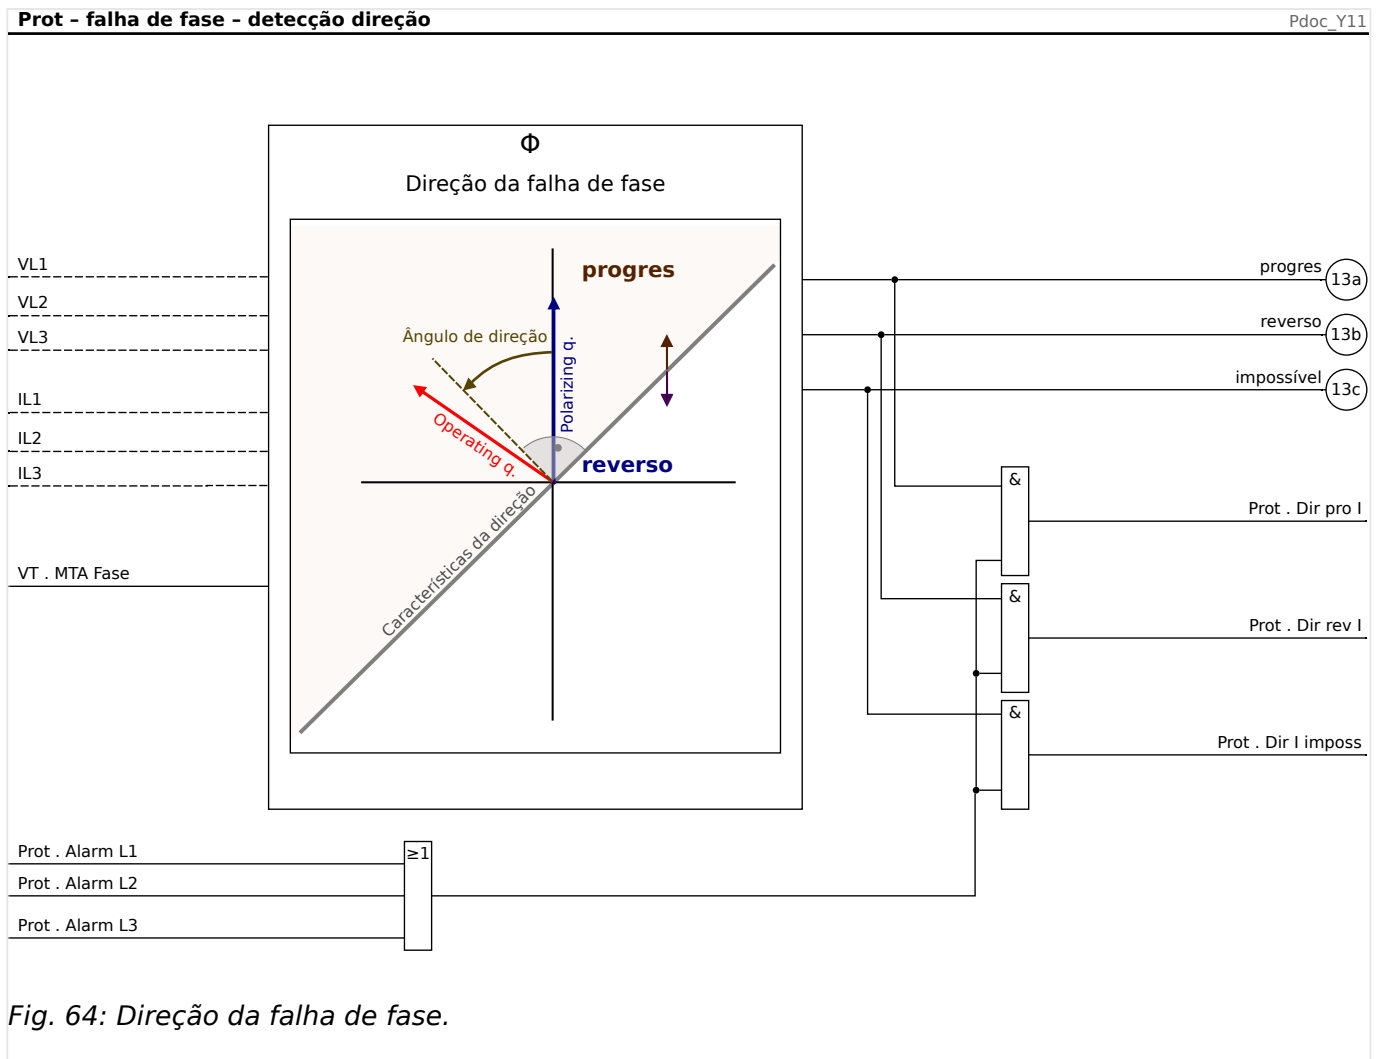 Prot – falha de fase – detecção direção
Pdoc_Y11
Φ
Direção da falha de fase
VL1
VL2
VL3
IL1
IL2
IL3
VT . MTA Fase
progres
Ângulo de direção
Polarizing q.
Operating q.
reverso
Características da direção
progres
13a
reverso
13b
impossível
13c
&
Prot . Dir pro I
&
Prot . Dir rev I
&
Prot . Dir I imposs
Prot . Alarm L1
≥1
Prot . Alarm L2
Prot . Alarm L3
Fig. 64: Direção da falha de fase.